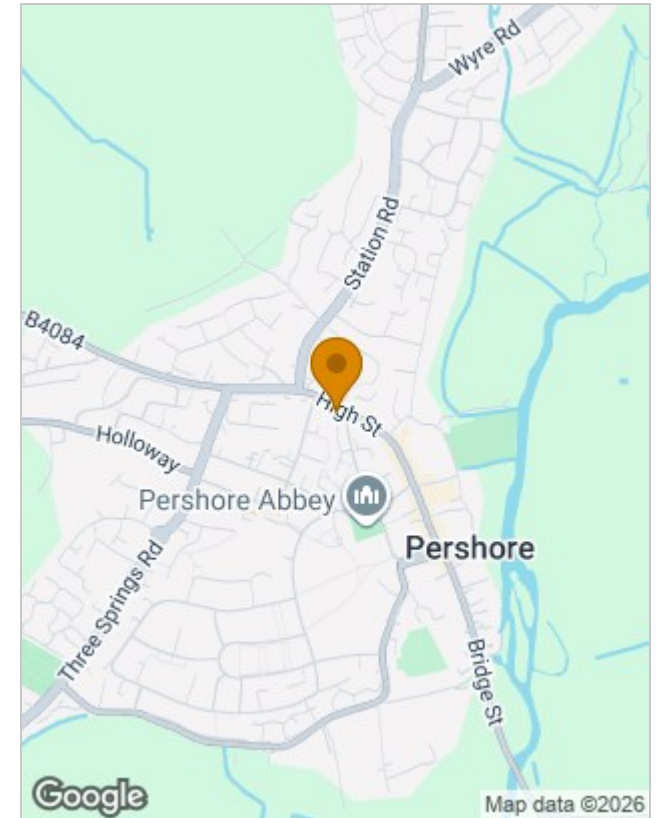 Wyre Rd
Station Rd
B4084
High St
Holloway
Pershore Abbey
Pershore
Three Springs Rd
Bridge St
Google
Map data ©2026